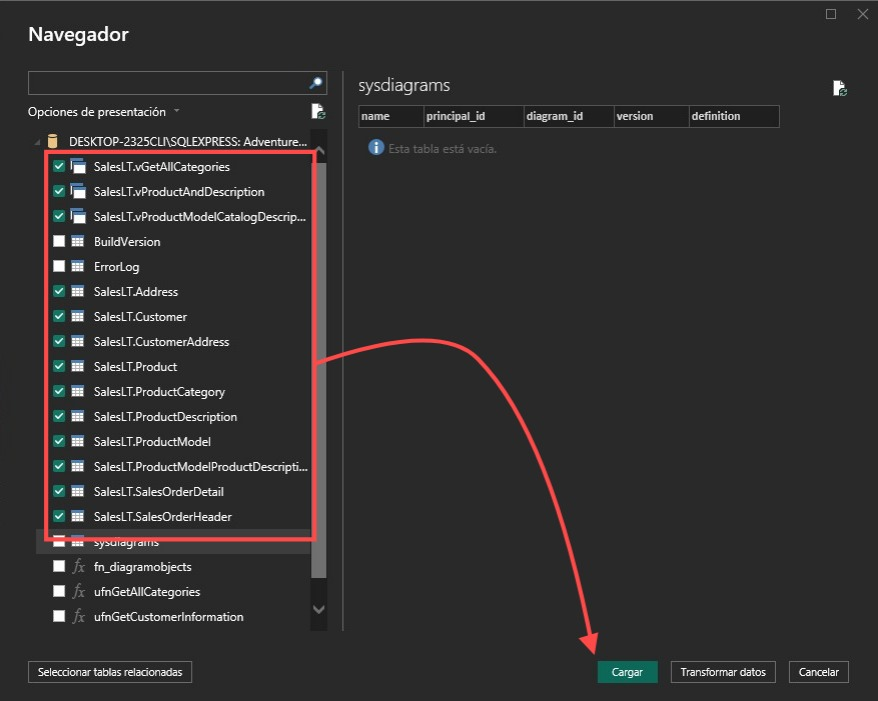 Navegador
Opciones de presentación
DESKTOP-2325CLI\SQLEXPRESS: Adventure...
SalesLT.vGetAllCategories
SalesLT.vProductAndDescription
SalesLT.vProductModelCatalogDescrip...
BuildVersion
ErrorLog
SalesLT.Address
SalesLT.Customer
SalesLT.CustomerAddress
SalesLT.Product
SalesLT.ProductCategory
SalesLT.ProductDescription
SalesLT.ProductModel
SalesLT.ProductModelProductDescripti...
SalesLT.SalesOrderDetail
SalesLT.SalesOrderHeader
sysdiagrams
fx fn_diagramobjects
fx ufnGetAllCategories
fx ufnGetCustomerInformation
sysdiagrams
name principal_id diagram_id version definition
Esta tabla está vacía.
Seleccionar tablas relacionadas
Cargar
Transformar datos
Cancelar